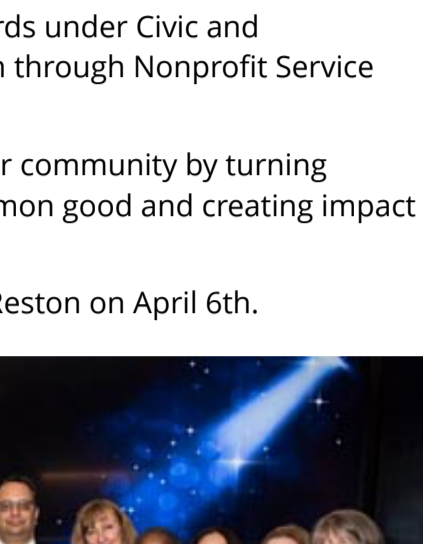 rds under Civic and
n through Nonprofit Service
r community by turning
mon good and creating impact
Reston on April 6th.